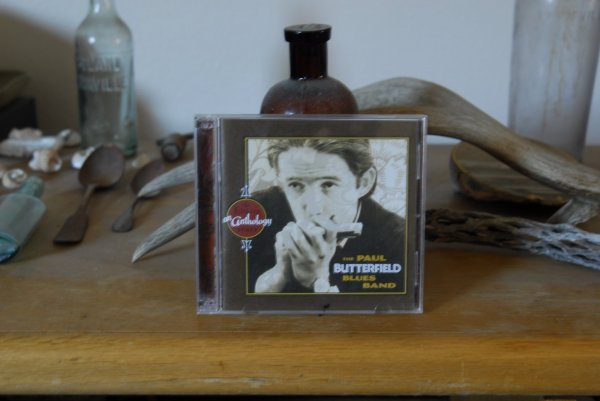 an Anthology
THE PAUL
BUTTERFIELD
BLUES
BAND